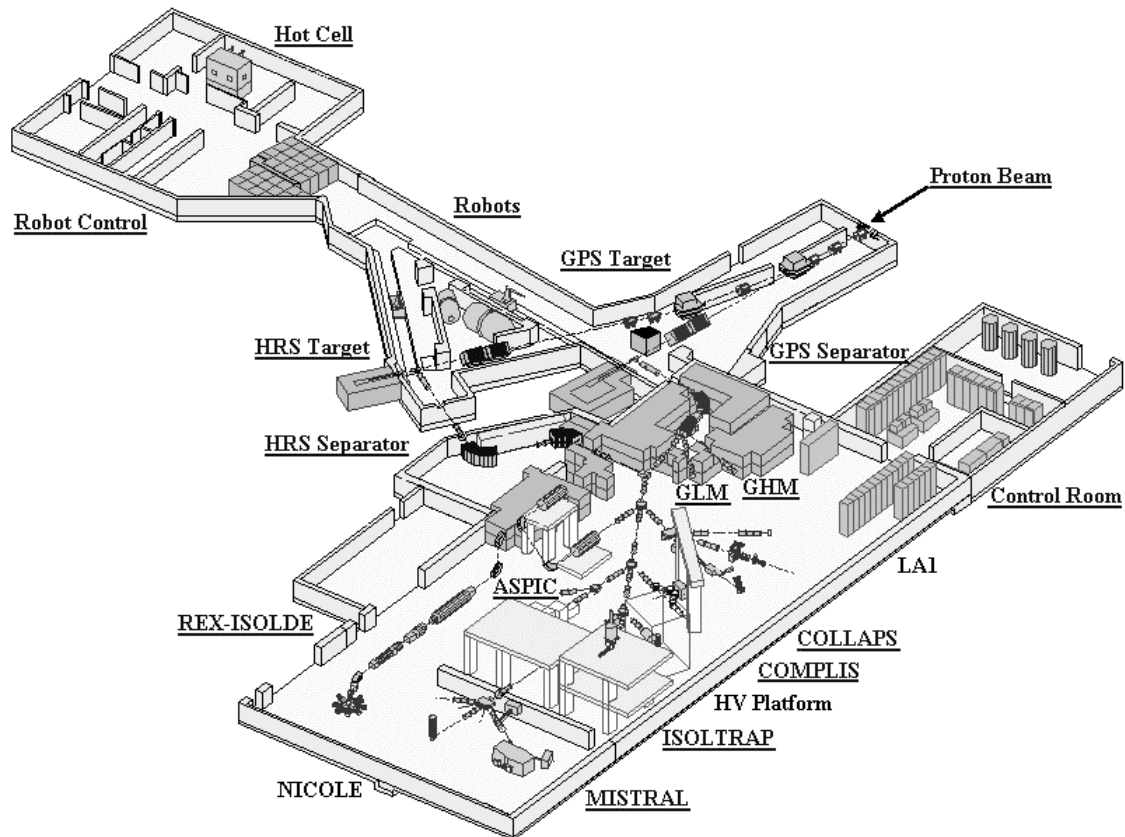 Hot Cell
Proton Beam
Robots
Robot Control
GPS Target
HRS Target
GPS Separator
HRS Separator
GLM
GHM
Control Room
LA1
ASPIC
REX-ISOLDE
COLLAPS
COMPLIS
HV Platform
ISOLTRAP
NICOLE
MISTRAL